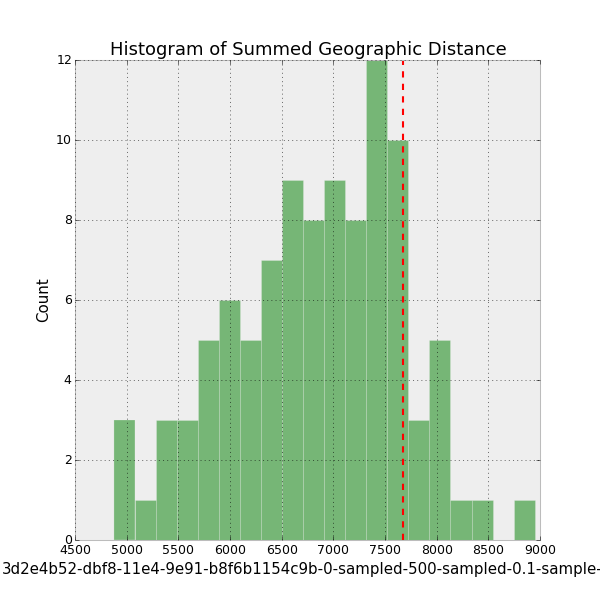 Histogram of Summed Geographic Distance
12
10
8
6
4
2
0
Count
4500 5000 5500 6000 6500 7000 7500 8000 8500 9000
3d2e4b52-dbf8-11e4-9e91-b8f6b1154c9b-0-sampled-500-sampled-0.1-sample-